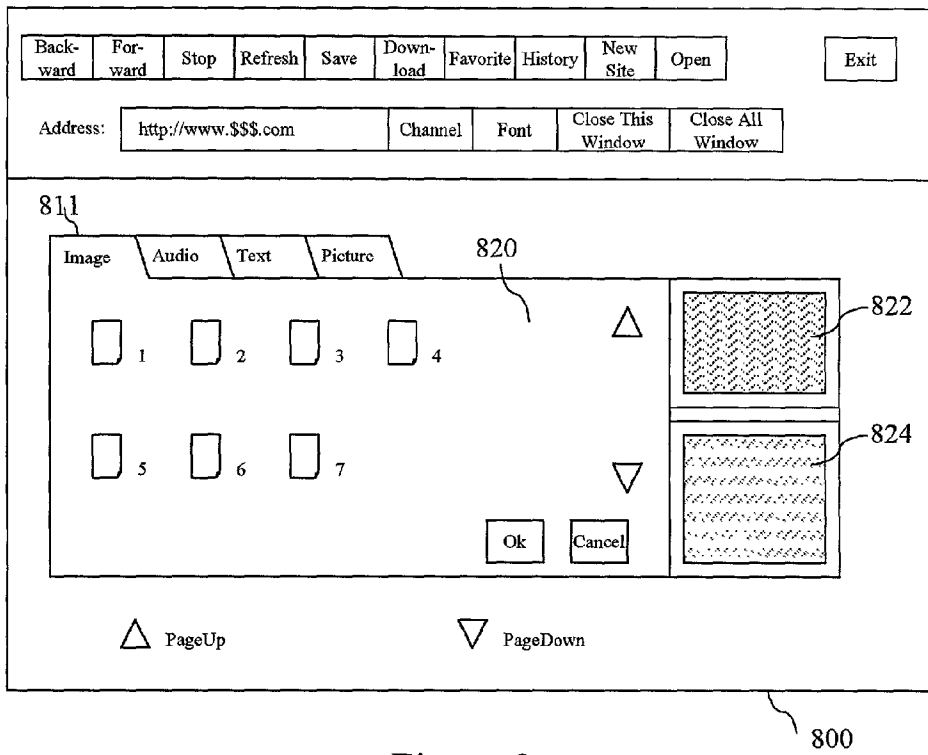 Back-ward For-ward Stop Refresh Save Down-load Favorite History New Site Open Exit
Address: http://www.$$$.com Channel Font Close This Window Close All Window
811
Image Audio Text Picture 820
822
1 2 3 4
824
5 6 7
Ok Cancel
PageUp PageDown
800